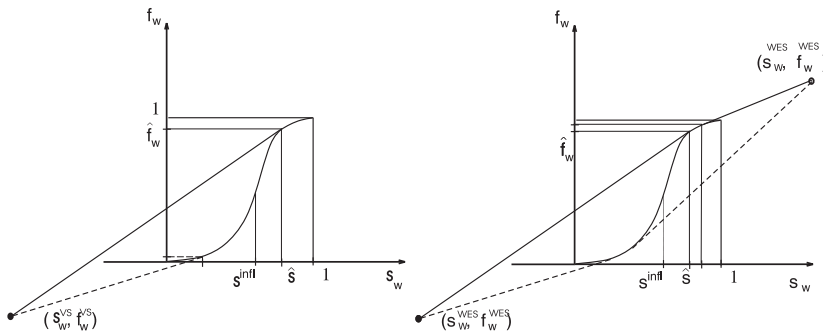 f_w
1
f̂_w
s^infl
ŝ
1
s_w
(s_w^VS, f_w^VS)
f_w
(s_w^WES, f_w^WES)
f̂_w
s^infl
ŝ
1
s_w
(s_w^WES, f_w^WES)